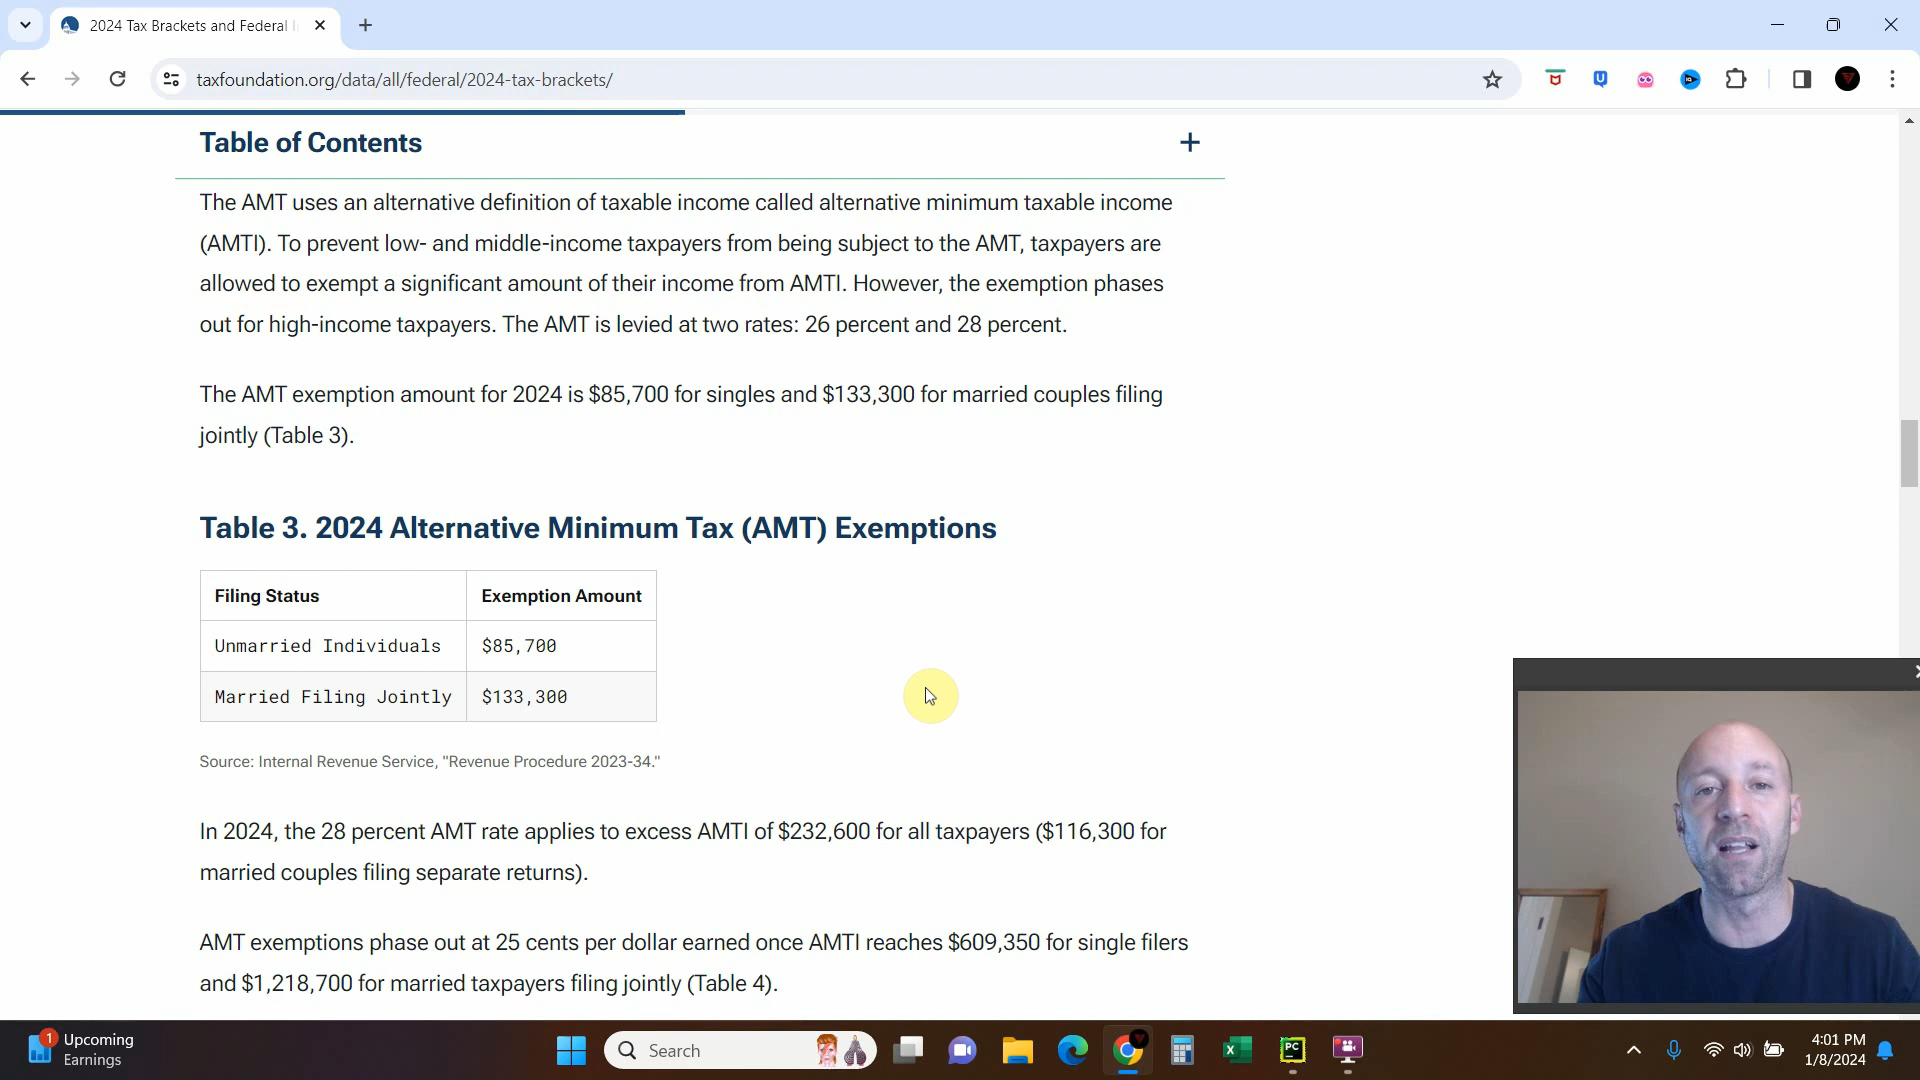 2024 Tax Brackets and Federal I
taxfoundation.org/data/all/federal/2024-tax-brackets/
Table of Contents
+
The AMT uses an alternative definition of taxable income called alternative minimum taxable income
(AMTI). To prevent low- and middle-income taxpayers from being subject to the AMT, taxpayers are
allowed to exempt a significant amount of their income from AMTI. However, the exemption phases
out for high-income taxpayers. The AMT is levied at two rates: 26 percent and 28 percent.
The AMT exemption amount for 2024 is $85,700 for singles and $133,300 for married couples filing
jointly (Table 3).
Table 3. 2024 Alternative Minimum Tax (AMT) Exemptions
Filing Status Exemption Amount
Unmarried Individuals $85,700
Married Filing Jointly $133,300
Source: Internal Revenue Service, "Revenue Procedure 2023-34."
In 2024, the 28 percent AMT rate applies to excess AMTI of $232,600 for all taxpayers ($116,300 for
married couples filing separate returns).
AMT exemptions phase out at 25 cents per dollar earned once AMTI reaches $609,350 for single filers
and $1,218,700 for married taxpayers filing jointly (Table 4).
1 Upcoming
Earnings
Search
PC
4:01 PM
1/8/2024